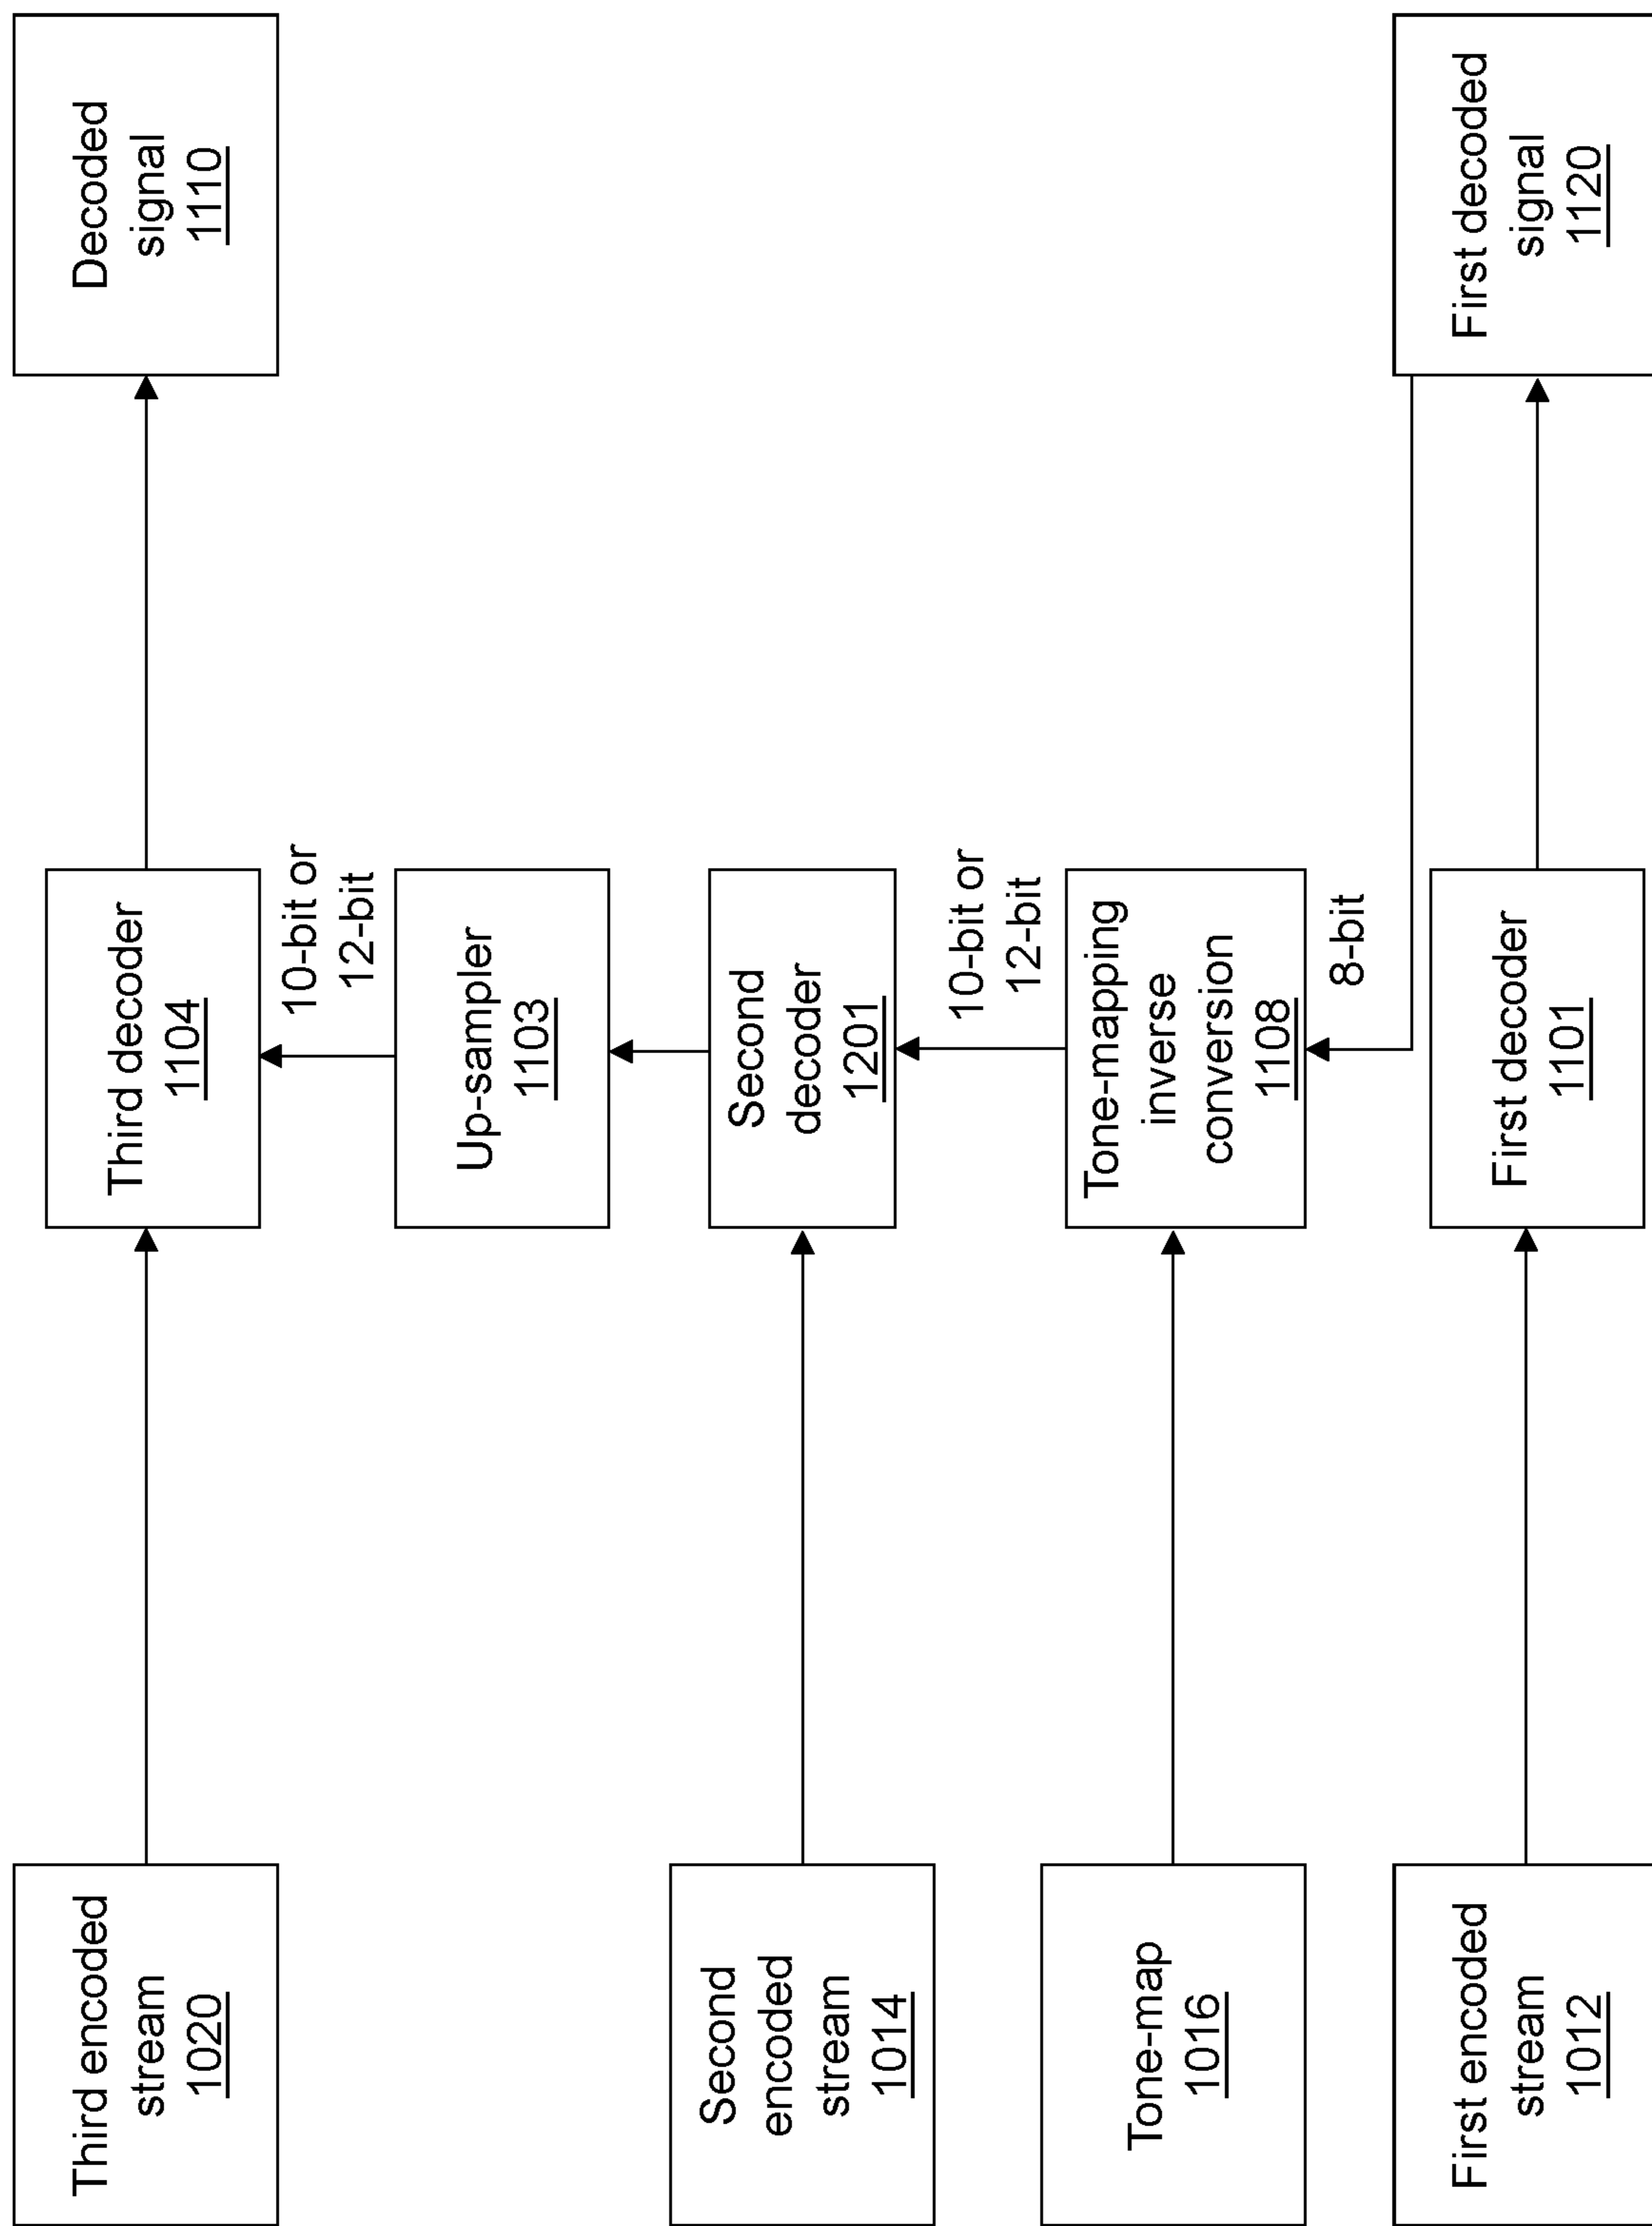 Third encoded
stream
1020
Third decoder
1104
Decoded
signal
1110
10-bit or
12-bit
Up-sampler
1103
Second
encoded
stream
1014
Second
decoder
1201
10-bit or
12-bit
Tone-map
1016
Tone-mapping
inverse
conversion
1108
8-bit
First encoded
stream
1012
First decoder
1101
First decoded
signal
1120